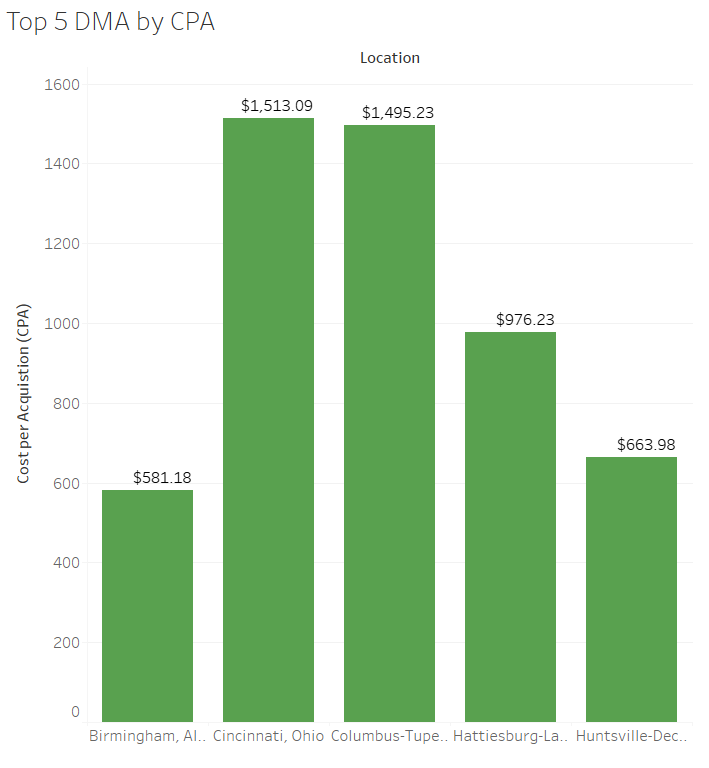 Top 5 DMA by CPA
Location
Cost per Acquistion (CPA)
1600
1400
1200
1000
800
600
400
200
0
$581.18
$1,513.09
$1,495.23
$976.23
$663.98
Birmingham, Al..
Cincinnati, Ohio
Columbus-Tupe..
Hattiesburg-La..
Huntsville-Dec..